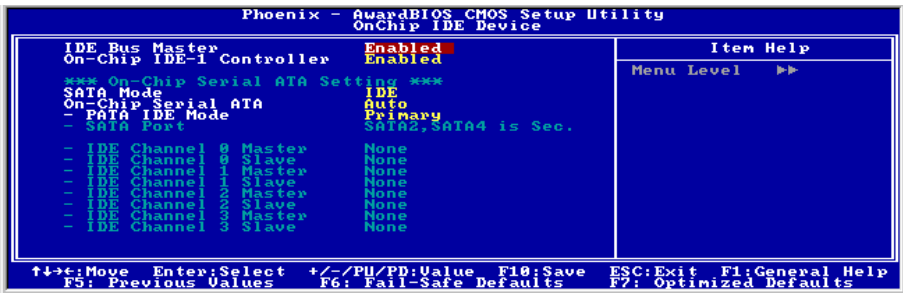 Phoenix - AwardBIOS CMOS Setup Utility
OnChip IDE Device
IDE Bus Master Enabled
On-Chip IDE-1 Controller Enabled
*** On-Chip Serial ATA Setting ***
SATA Mode IDE
On-Chip Serial ATA Auto
- PATA IDE Mode Primary
- SATA Port SATA2,SATA4 is Sec.
- IDE Channel 0 Master None
- IDE Channel 0 Slave None
- IDE Channel 1 Master None
- IDE Channel 1 Slave None
- IDE Channel 2 Master None
- IDE Channel 2 Slave None
- IDE Channel 3 Master None
- IDE Channel 3 Slave None
Item Help
Menu Level ▶▶
↑↓→←:Move Enter:Select +/-/PU/PD:Value F10:Save ESC:Exit F1:General Help
F5: Previous Values F6: Fail-Safe Defaults F7: Optimized Defaults